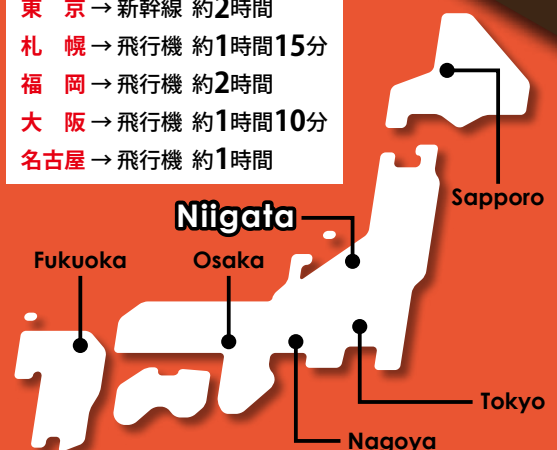 東　京→新幹線 約2時間
札　幌→飛行機 約1時間15分
福　岡→飛行機 約2時間
大　阪→飛行機 約1時間10分
名古屋→飛行機 約1時間
Sapporo
Niigata
Fukuoka
Osaka
Tokyo
Nagoya